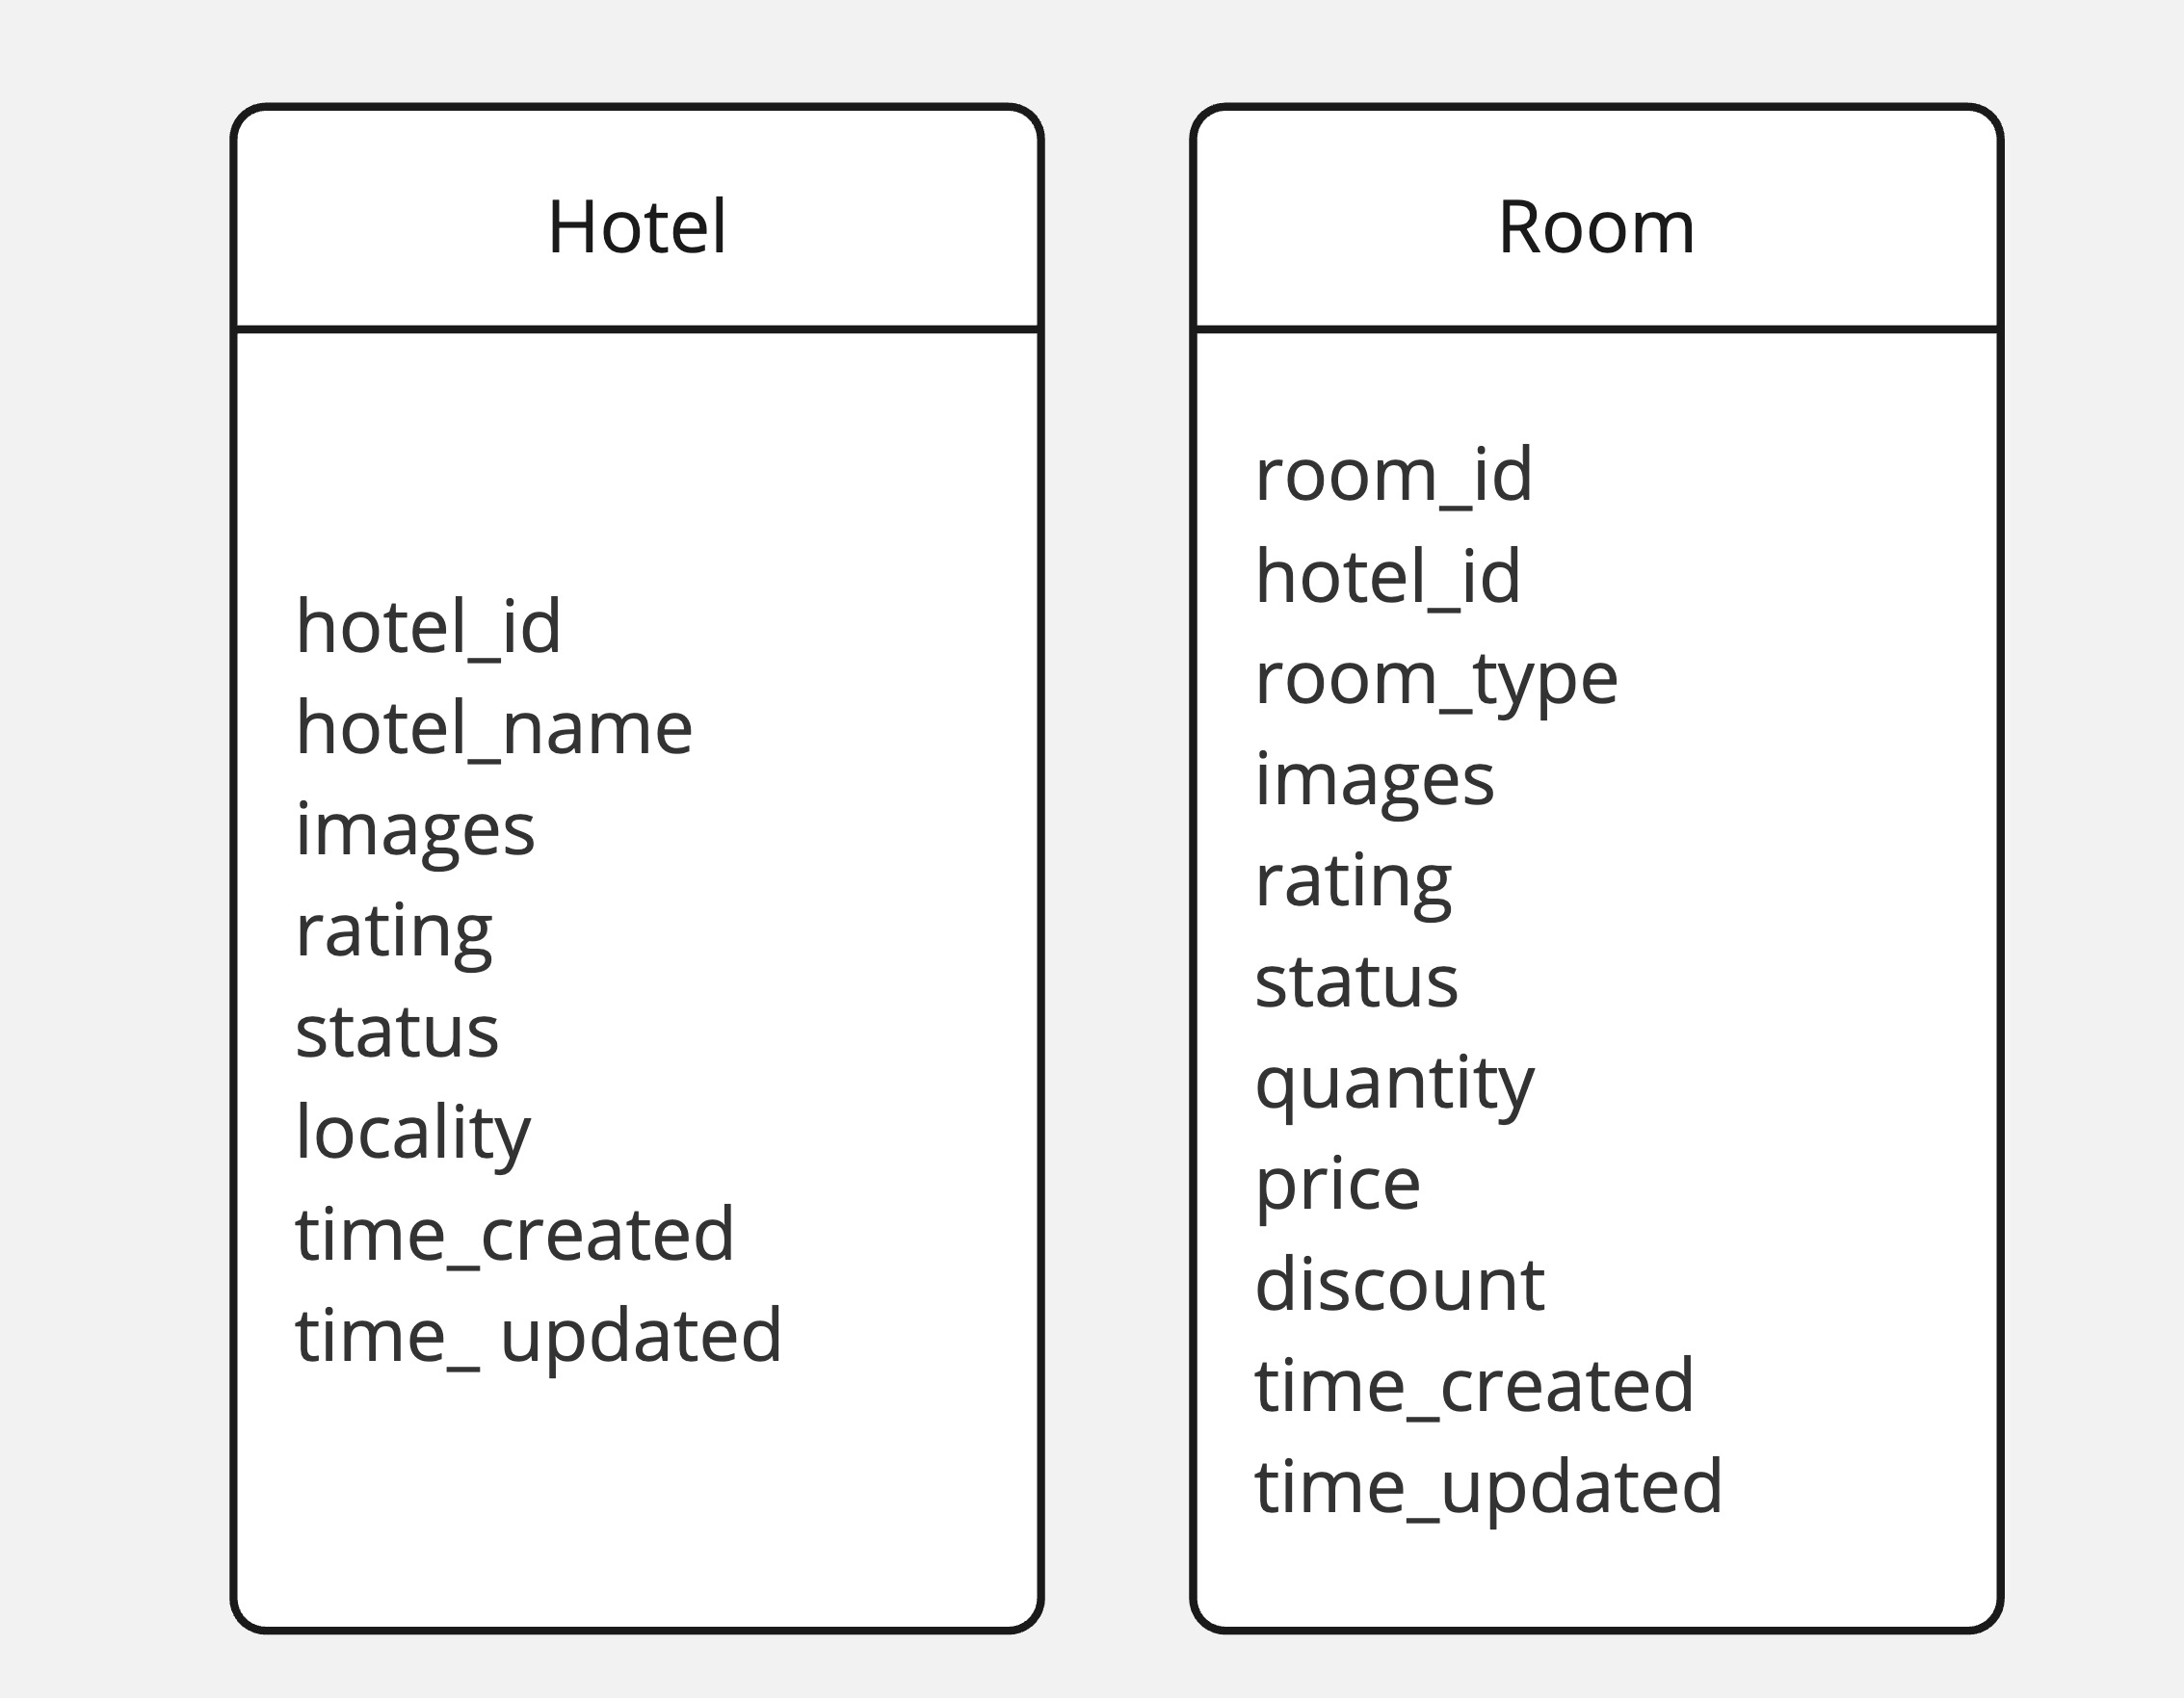 Hotel
hotel_id
hotel_name
images
rating
status
locality
time_created
time_ updated
Room
room_id
hotel_id
room_type
images
rating
status
quantity
price
discount
time_created
time_updated